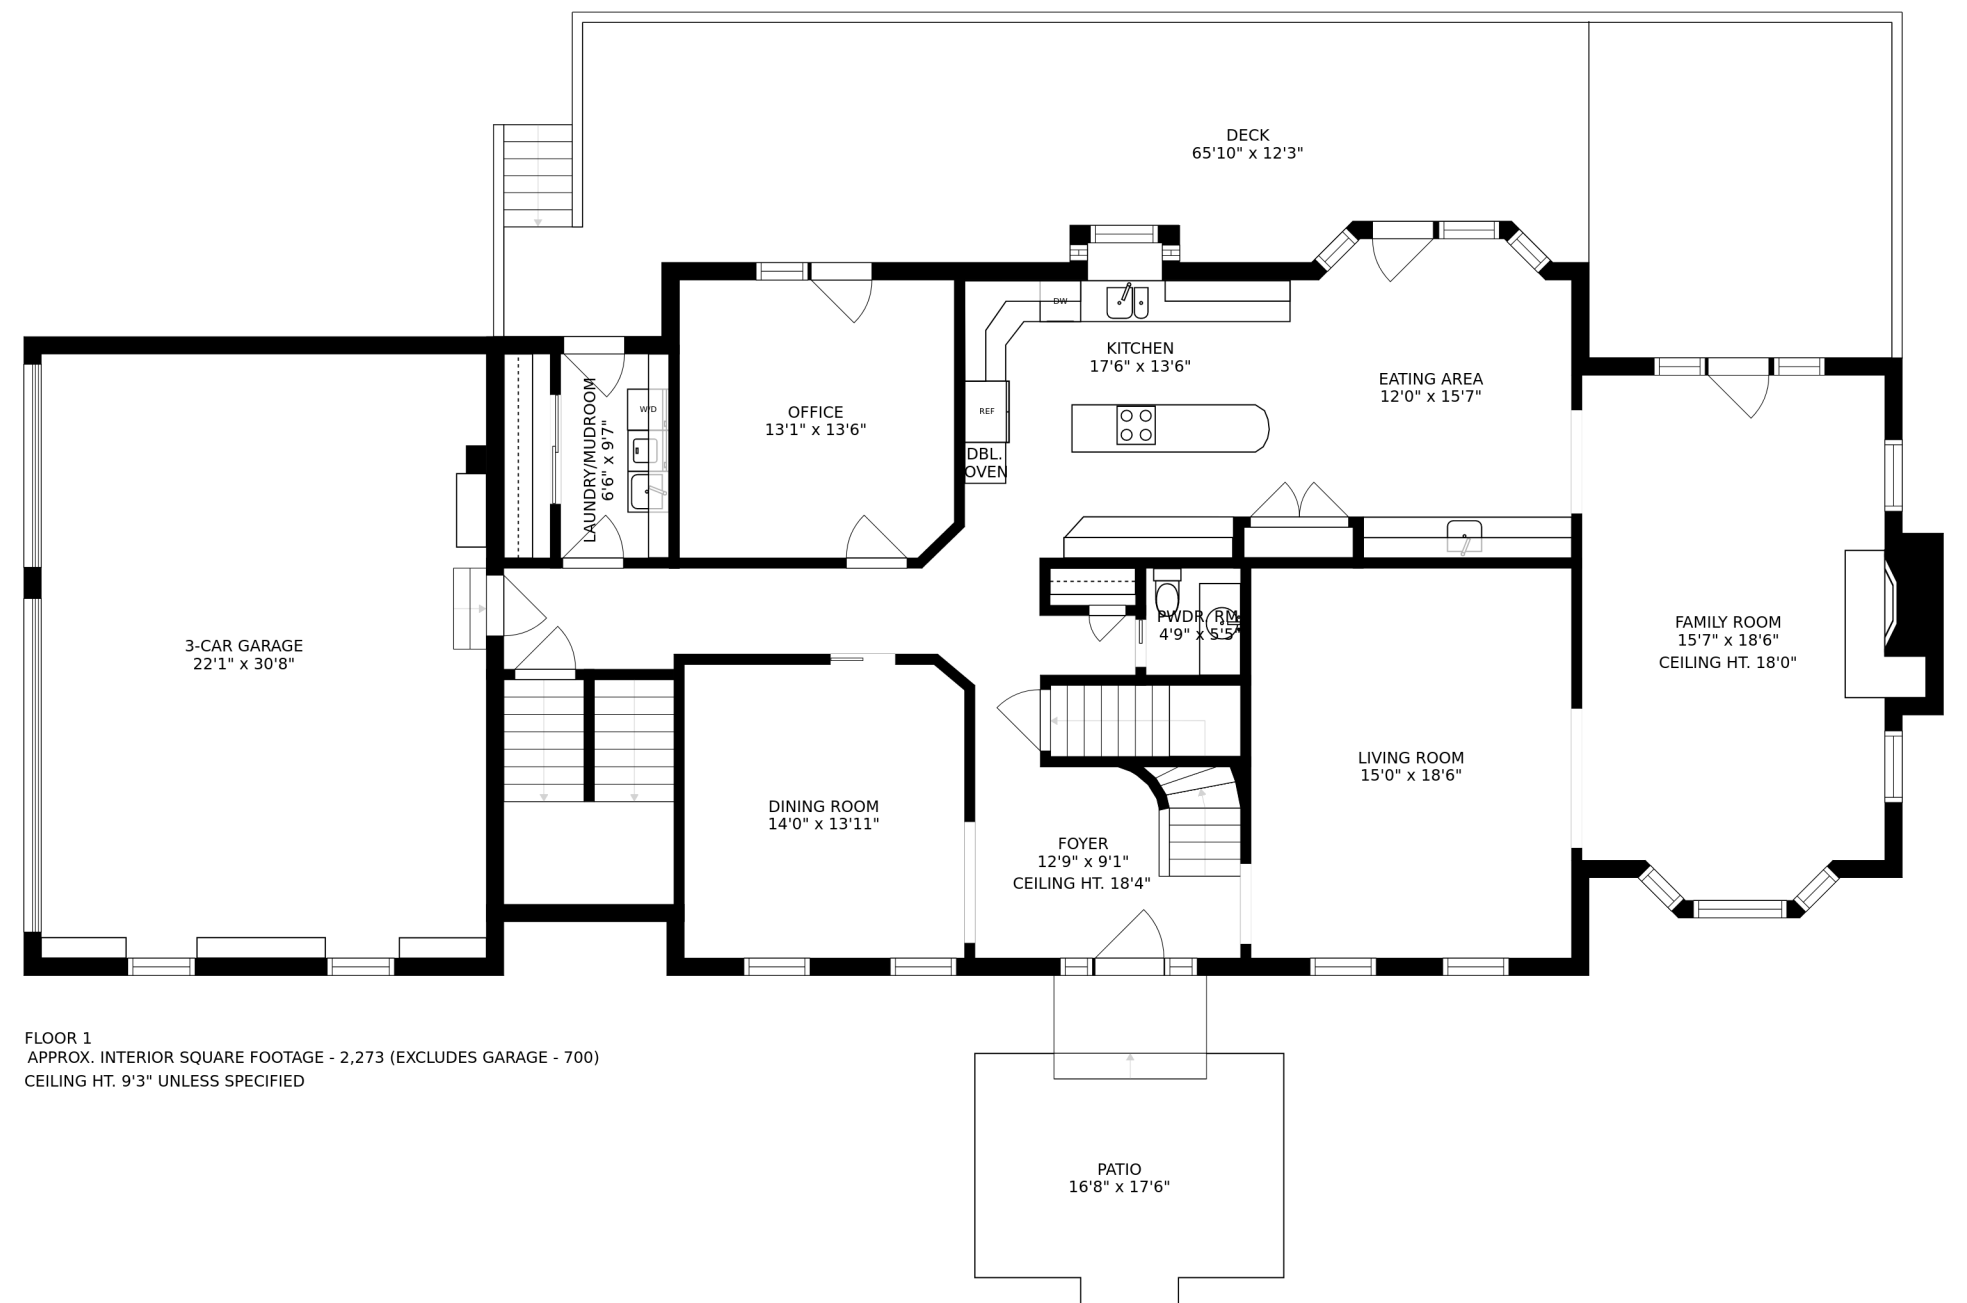 DECK
65'10" x 12'3"
DW
KITCHEN
17'6" x 13'6"
EATING AREA
12'0" x 15'7"
OFFICE
13'1" x 13'6"
REF
DBL.
OVEN
LAUNDRY/MUDROOM
6'6" x 9'7"
W/D
3-CAR GARAGE
22'1" x 30'8"
PWDR. RM.
4'9" x 5'5"
FAMILY ROOM
15'7" x 18'6"
CEILING HT. 18'0"
LIVING ROOM
15'0" x 18'6"
DINING ROOM
14'0" x 13'11"
FOYER
12'9" x 9'1"
CEILING HT. 18'4"
FLOOR 1
APPROX. INTERIOR SQUARE FOOTAGE - 2,273 (EXCLUDES GARAGE - 700)
CEILING HT. 9'3" UNLESS SPECIFIED
PATIO
16'8" x 17'6"